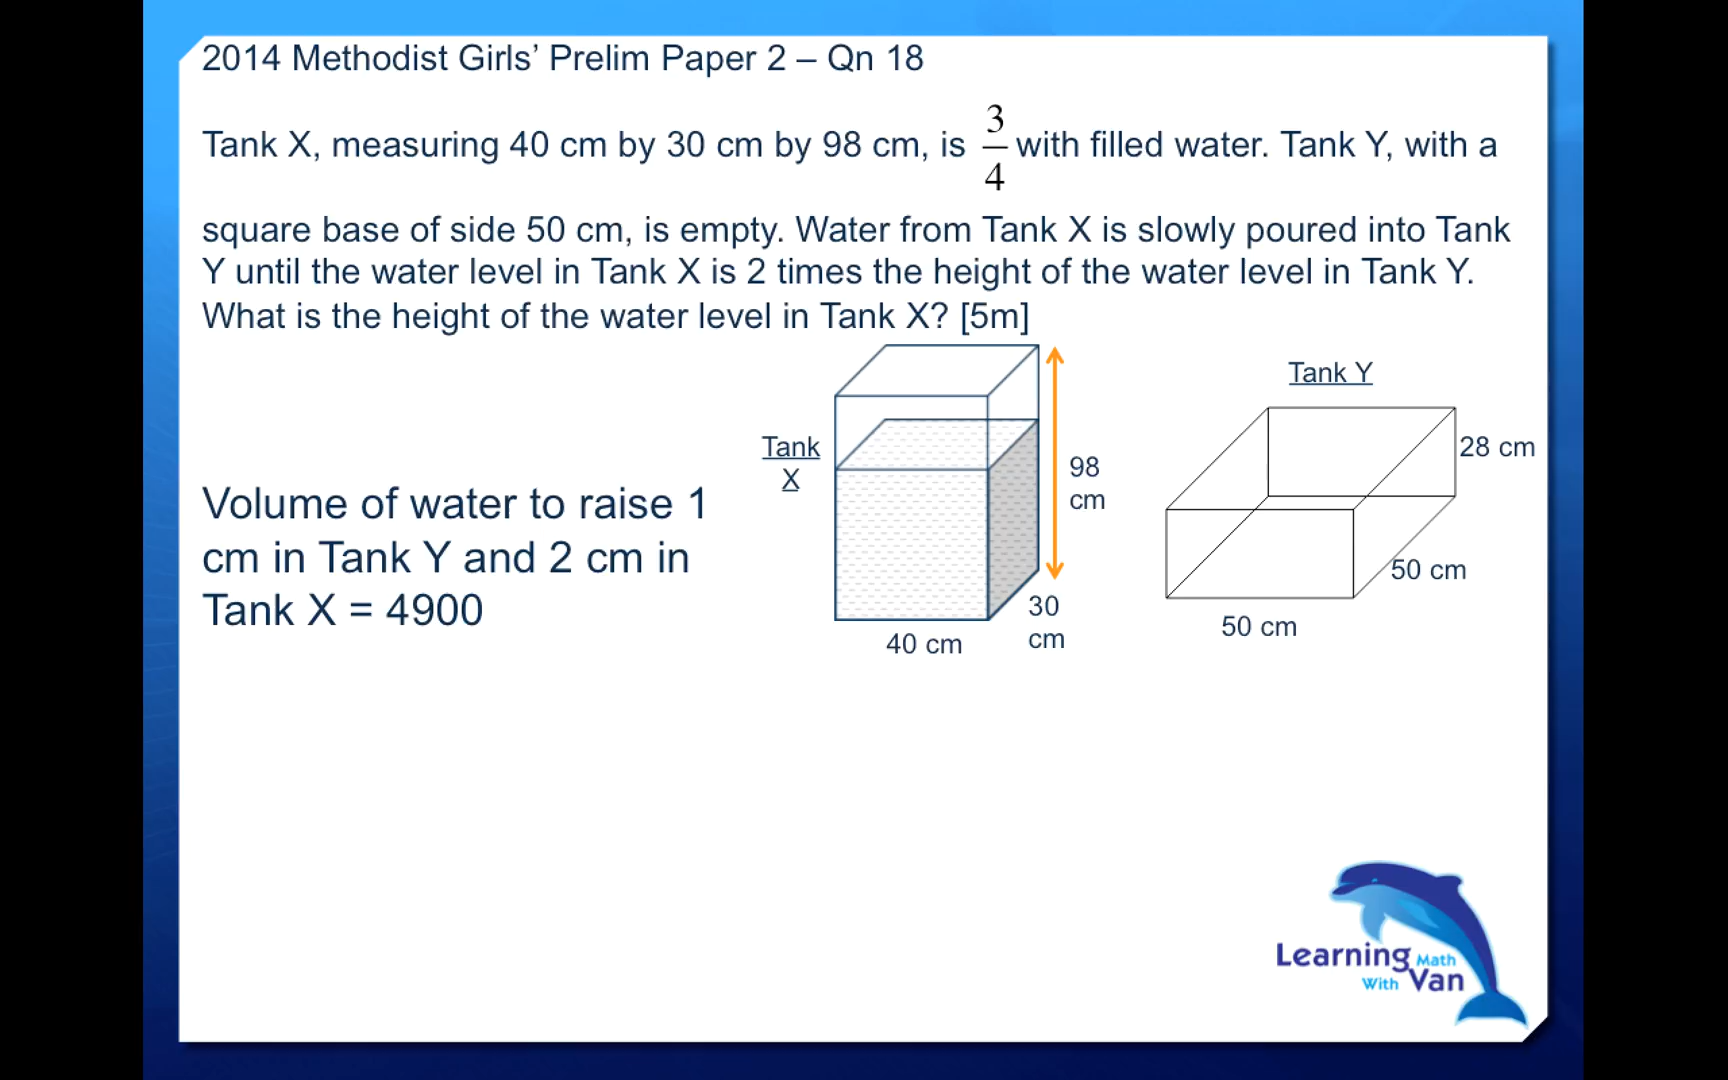 2014 Methodist Girls’ Prelim Paper 2 – Qn 18
Tank X, measuring 40 cm by 30 cm by 98 cm, is 3/4 with filled water. Tank Y, with a
square base of side 50 cm, is empty. Water from Tank X is slowly poured into Tank
Y until the water level in Tank X is 2 times the height of the water level in Tank Y.
What is the height of the water level in Tank X? [5m]
Tank Y
Tank
X
28 cm
98
cm
Volume of water to raise 1
cm in Tank Y and 2 cm in
Tank X = 4900
50 cm
30
cm
50 cm
40 cm
Learning Math
With Van